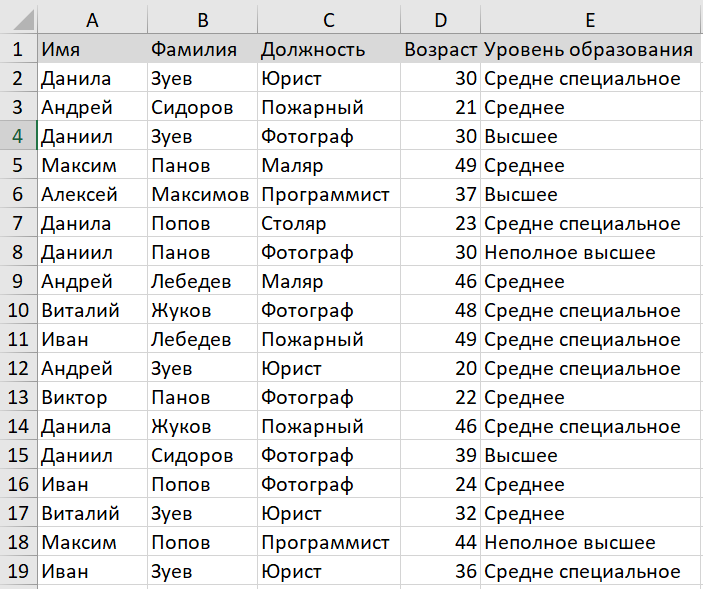 A B C D E
1 Имя Фамилия Должность Возраст Уровень образования
2 Данила Зуев Юрист 30 Средне специальное
3 Андрей Сидоров Пожарный 21 Среднее
4 Даниил Зуев Фотограф 30 Высшее
5 Максим Панов Маляр 49 Среднее
6 Алексей Максимов Программист 37 Высшее
7 Данила Попов Столяр 23 Средне специальное
8 Даниил Панов Фотограф 30 Неполное высшее
9 Андрей Лебедев Маляр 46 Среднее
10 Виталий Жуков Фотограф 48 Средне специальное
11 Иван Лебедев Пожарный 49 Средне специальное
12 Андрей Зуев Юрист 20 Средне специальное
13 Виктор Панов Фотограф 22 Среднее
14 Данила Жуков Пожарный 46 Средне специальное
15 Даниил Сидоров Фотограф 39 Высшее
16 Иван Попов Фотограф 24 Среднее
17 Виталий Зуев Юрист 32 Среднее
18 Максим Попов Программист 44 Неполное высшее
19 Иван Зуев Юрист 36 Средне специальное